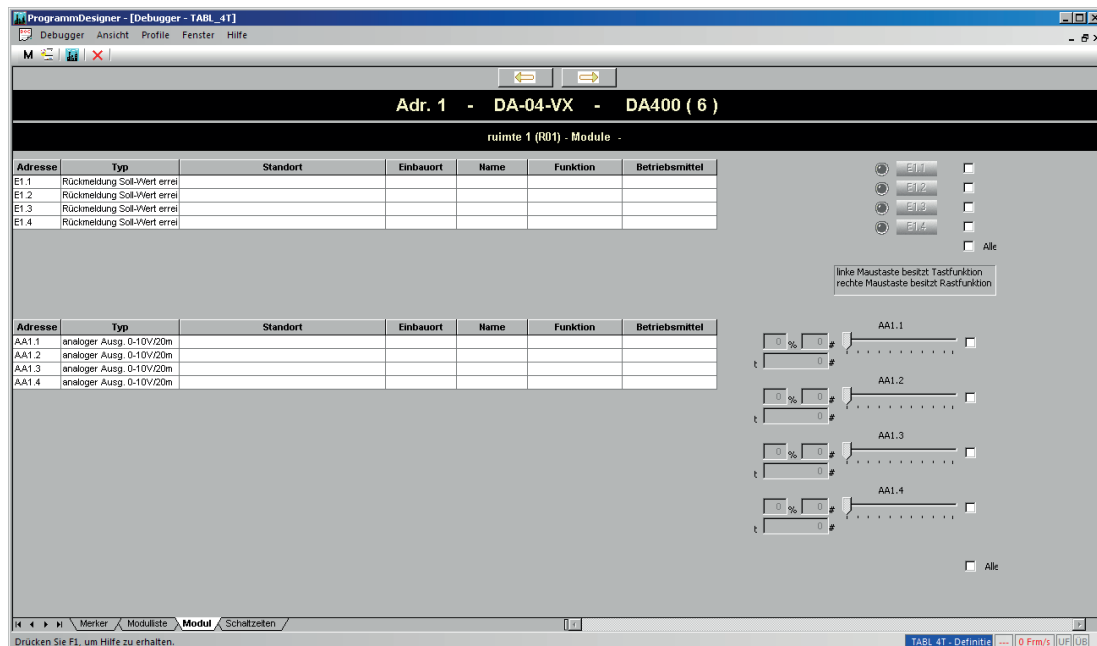 ProgrammDesigner - [Debugger - TABL_4T]
Debugger Ansicht Profile Fenster Hilfe
M
Adr. 1 - DA-04-VX - DA400 ( 6 )
ruimte 1 (R01) - Module -
Adresse Typ Standort Einbauort Name Funktion Betriebsmittel
E1.1 Rückmeldung Soll-Wert errei
E1.2 Rückmeldung Soll-Wert errei
E1.3 Rückmeldung Soll-Wert errei
E1.4 Rückmeldung Soll-Wert errei
E1.1
E1.2
E1.3
E1.4
Alle
linke Maustaste besitzt Tastfunktion
rechte Maustaste besitzt Rastfunktion
Adresse Typ Standort Einbauort Name Funktion Betriebsmittel
AA1.1 analoger Ausg. 0-10V/20m
AA1.2 analoger Ausg. 0-10V/20m
AA1.3 analoger Ausg. 0-10V/20m
AA1.4 analoger Ausg. 0-10V/20m
AA1.1
0 % 0 #
t 0 #
AA1.2
0 % 0 #
t 0 #
AA1.3
0 % 0 #
t 0 #
AA1.4
0 % 0 #
t 0 #
Alle
Merker Modulliste Modul Schaltzeiten
Drücken Sie F1, um Hilfe zu erhalten.
TABL 4T - Definitie --- 0 Frm/s UF ÜB